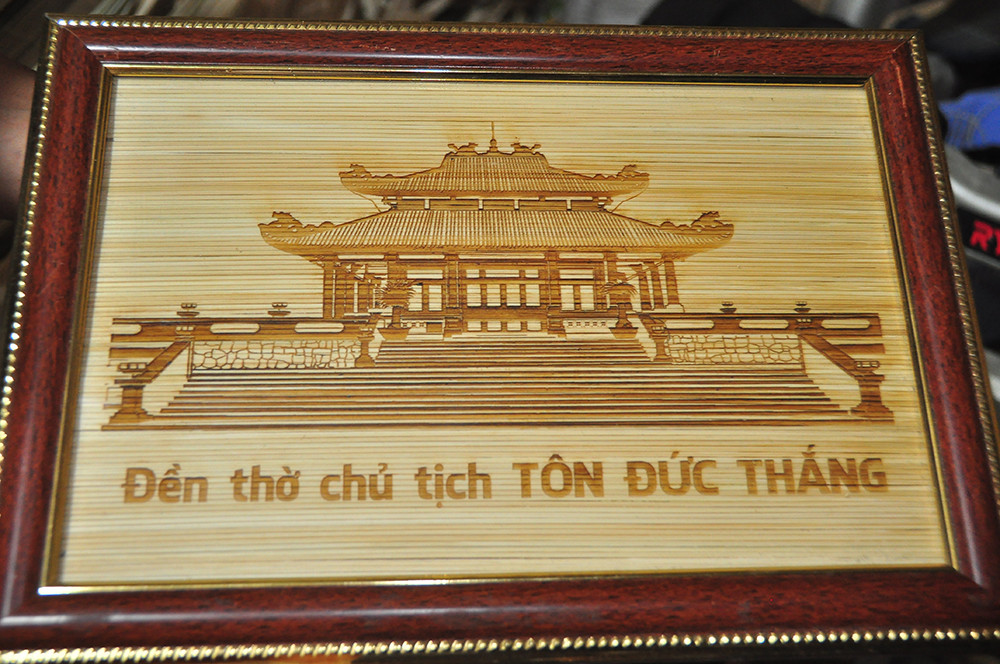 Đền thờ chủ tịch TÔN ĐỨC THẮNG